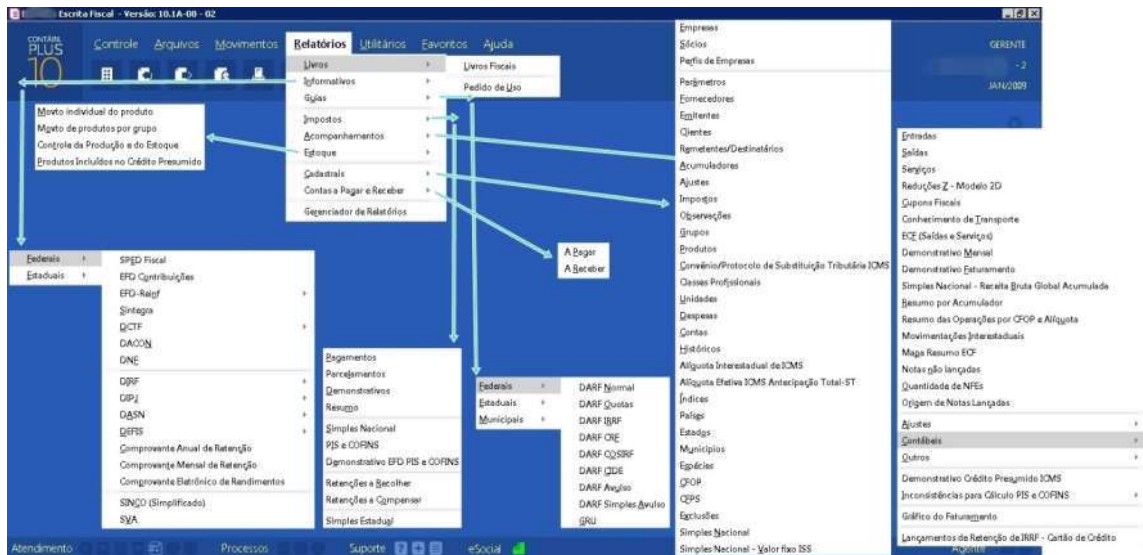 Escrita Fiscal - Versão: 10.1A-00 - 02
CONTÁBIL
PLUS
10
Controle Arquivos Movimentos Relatórios Utilitários Favoritos Ajuda
GERENTE
- 2
JAN/2009
Livros
Informativos
Guias
Impostos
Acompanhamentos
Estoque
Cadastrais
Contas a Pagar e Receber
Gerenciador de Relatórios
Livros Fiscais
Pedido de Uso
Movto individual do produto
Movto de produtos por grupo
Controle da Produção e do Estoque
Produtos Incluídos no Crédito Presumido
Federais
Estaduais
SPED Fiscal
EFD Contribuições
EFD-Reinf
Sintegra
DCTF
DACON
DNF
DIRF
DIPJ
DASN
DEFIS
Comprovante Anual de Retenção
Comprovante Mensal de Retenção
Comprovante Eletrônico de Rendimentos
SINCO (Simplificado)
SVA
Pagamentos
Parcelamentos
Demonstrativos
Resumo
Simples Nacional
PIS e COFINS
Demonstrativo EFD PIS e COFINS
Retenções a Recolher
Retenções a Compensar
Simples Estadual
Federais
Estaduais
Municipais
DARF Normal
DARF Quotas
DARF IRRF
DARF CRF
DARF COSIRF
DARF CIDE
DARF Avulso
DARF Simples Avulso
GRU
A Pagar
A Receber
Empresas
Sócios
Perfis de Empresas
Parâmetros
Fornecedores
Emitentes
Clientes
Remetentes/Destinatários
Acumuladores
Ajustes
Impostos
Observações
Grupos
Produtos
Convênio/Protocolo de Substituição Tributária ICMS
Classes Profissionais
Unidades
Despesas
Contas
Históricos
Alíquota Interestadual de ICMS
Alíquota Efetiva ICMS Antecipação Total-ST
Índices
Países
Estados
Municípios
Espécies
CFOP
CFPS
Exclusões
Simples Nacional
Simples Nacional - Valor fixo ISS
Entradas
Saídas
Serviços
Reduções Z - Modelo 2D
Cupons Fiscais
Conhecimento de Transporte
ECF (Saídas e Serviços)
Demonstrativo Mensal
Demonstrativo Faturamento
Simples Nacional - Receita Bruta Global Acumulada
Resumo por Acumulador
Resumo das Operações por CFOP e Alíquota
Movimentações Interestaduais
Mapa Resumo ECF
Notas não lançadas
Quantidade de NFEs
Origem de Notas Lançadas
Ajustes
Contábeis
Outros
Demonstrativo Crédito Presumido ICMS
Inconsistências para Cálculo PIS e COFINS
Gráfico do Faturamento
Lançamentos de Retenção de IRRF - Cartão de Crédito
Atendimento Processos Suporte eSocial Agente